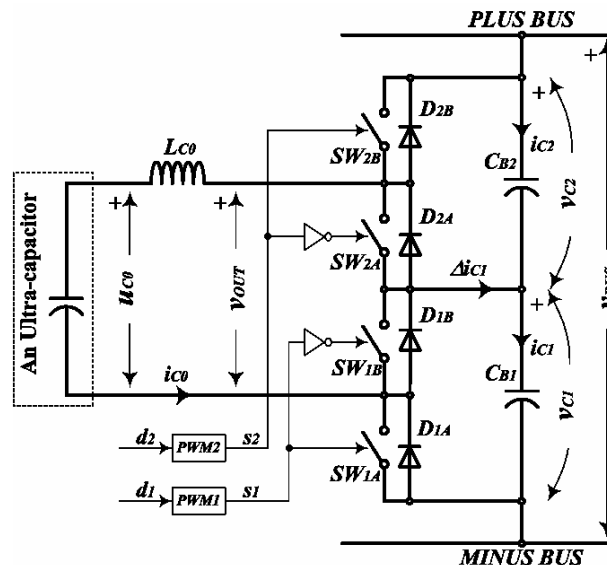 PLUS BUS
+
D2B
+
LC0
SW2B
CB2
iC2
vC2
+
+
D2A
An Ultra-capacitor
uC0
vOUT
SW2A
ΔiC1
+
D1B
iC0
SW1B
CB1
iC1
vC1
d2
PWM2
s2
D1A
d1
PWM1
s1
SW1A
MINUS BUS